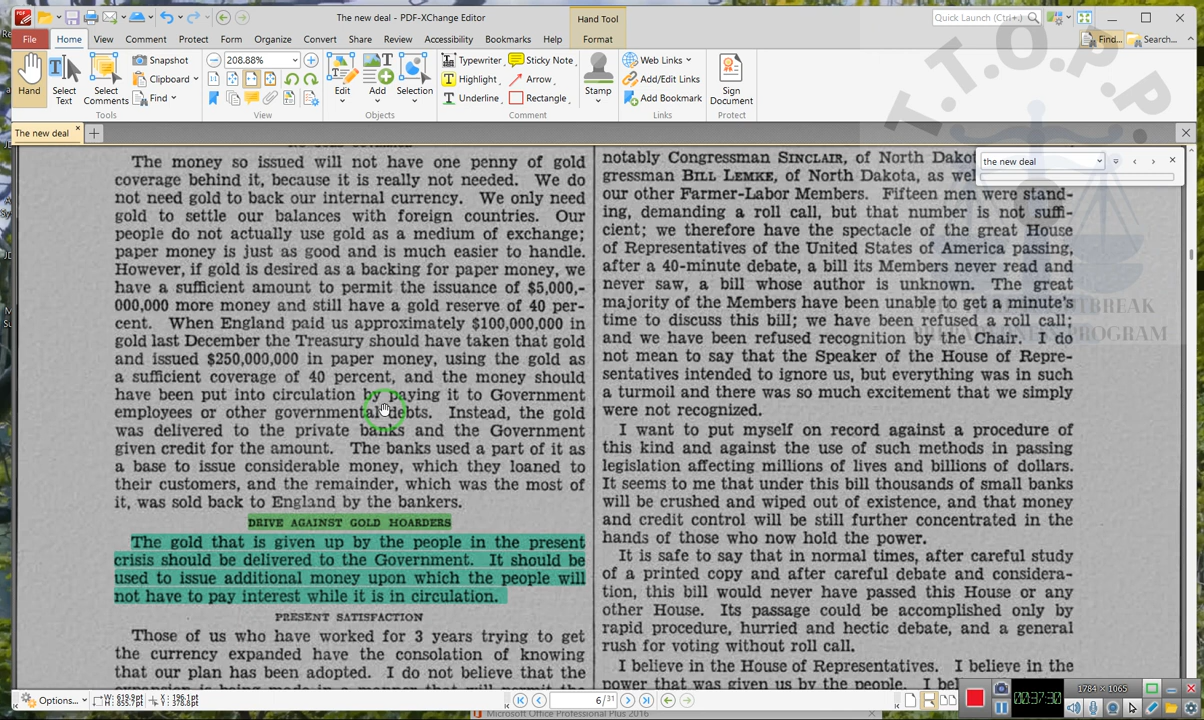 The new deal - PDF-XChange Editor
Hand Tool
Quick Launch (Ctrl+.)
File
Home
View
Comment
Protect
Form
Organize
Convert
Share
Review
Accessibility
Bookmarks
Help
Format
Find...
Search...
Hand
Select Text
Select Comments
Snapshot
Clipboard
Find
Tools
208.88%
View
Edit
Add
Selection
Objects
Typewriter
Highlight
Underline
Sticky Note
Arrow
Rectangle
Comment
Stamp
Web Links
Add/Edit Links
Add Bookmark
Links
Sign Document
Protect
T.T.O.P.P.
The new deal
the new deal
The money so issued will not have one penny of gold
coverage behind it, because it is really not needed. We do
not need gold to back our internal currency. We only need
gold to settle our balances with foreign countries. Our
people do not actually use gold as a medium of exchange;
paper money is just as good and is much easier to handle.
However, if gold is desired as a backing for paper money, we
have a sufficient amount to permit the issuance of $5,000,-
000,000 more money and still have a gold reserve of 40 per-
cent. When England paid us approximately $100,000,000 in
gold last December the Treasury should have taken that gold
and issued $250,000,000 in paper money, using the gold as
a sufficient coverage of 40 percent, and the money should
have been put into circulation by paying it to Government
employees or other governmental debts. Instead, the gold
was delivered to the private banks and the Government
given credit for the amount. The banks used a part of it as
a base to issue considerable money, which they loaned to
their customers, and the remainder, which was the most of
it, was sold back to England by the bankers.
DRIVE AGAINST GOLD HOARDERS
The gold that is given up by the people in the present
crisis should be delivered to the Government. It should be
used to issue additional money upon which the people will
not have to pay interest while it is in circulation.
PRESENT SATISFACTION
Those of us who have worked for 3 years trying to get
the currency expanded have the consolation of knowing
that our plan has been adopted. I do not believe that the
notably Congressman SINCLAIR, of North Dakota
gressman BILL LEMKE, of North Dakota, as well
our other Farmer-Labor Members. Fifteen men were stand-
ing, demanding a roll call, but that number is not suffi-
cient; we therefore have the spectacle of the great House
of Representatives of the United States of America passing,
after a 40-minute debate, a bill its Members never read and
never saw, a bill whose author is unknown. The great
majority of the Members have been unable to get a minute's
time to discuss this bill; we have been refused a roll call;
and we have been refused recognition by the Chair. I do
not mean to say that the Speaker of the House of Repre-
sentatives intended to ignore us, but everything was in such
a turmoil and there was so much excitement that we simply
were not recognized.
I want to put myself on record against a procedure of
this kind and against the use of such methods in passing
legislation affecting millions of lives and billions of dollars.
It seems to me that under this bill thousands of small banks
will be crushed and wiped out of existence, and that money
and credit control will be still further concentrated in the
hands of those who now hold the power.
It is safe to say that in normal times, after careful study
of a printed copy and after careful debate and considera-
tion, this bill would never have passed this House or any
other House. Its passage could be accomplished only by
rapid procedure, hurried and hectic debate, and a general
rush for voting without roll call.
I believe in the House of Representatives. I believe in the
power that was given us by the people. I bel
Options...
W: 619.9pt
H: 855.7pt
X: 196.1pt
Y: 378.8pt
6 /31
00:37:30
1784 × 1065
Microsoft Office Professional Plus 2016